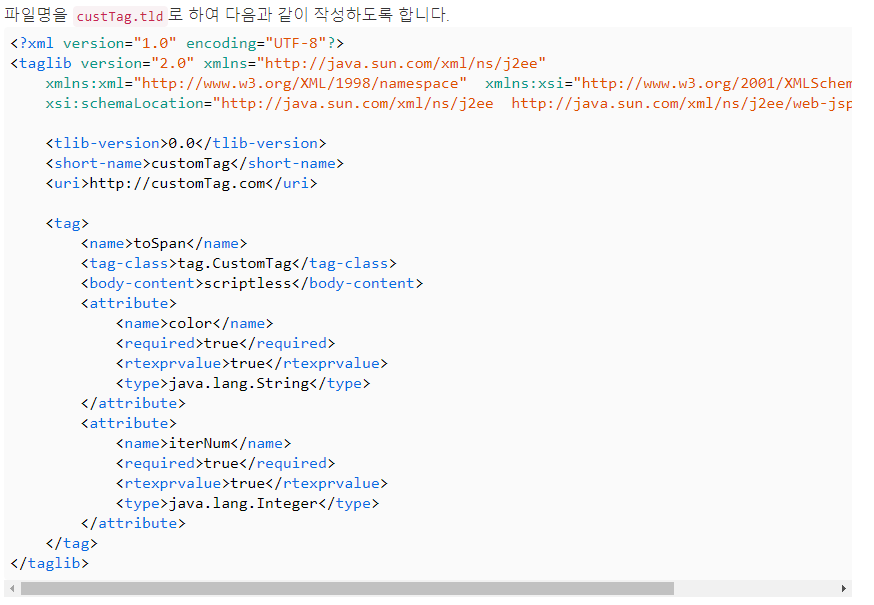 파일명을 custTag.tld 로 하여 다음과 같이 작성하도록 합니다.
<?xml version="1.0" encoding="UTF-8"?>
<taglib version="2.0" xmlns="http://java.sun.com/xml/ns/j2ee"
    xmlns:xml="http://www.w3.org/XML/1998/namespace"  xmlns:xsi="http://www.w3.org/2001/XMLSchem
    xsi:schemaLocation="http://java.sun.com/xml/ns/j2ee  http://java.sun.com/xml/ns/j2ee/web-jsp
    <tlib-version>0.0</tlib-version>
    <short-name>customTag</short-name>
    <uri>http://customTag.com</uri>
    <tag>
        <name>toSpan</name>
        <tag-class>tag.CustomTag</tag-class>
        <body-content>scriptless</body-content>
        <attribute>
            <name>color</name>
            <required>true</required>
            <rtexprvalue>true</rtexprvalue>
            <type>java.lang.String</type>
        </attribute>
        <attribute>
            <name>iterNum</name>
            <required>true</required>
            <rtexprvalue>true</rtexprvalue>
            <type>java.lang.Integer</type>
        </attribute>
    </tag>
</taglib>